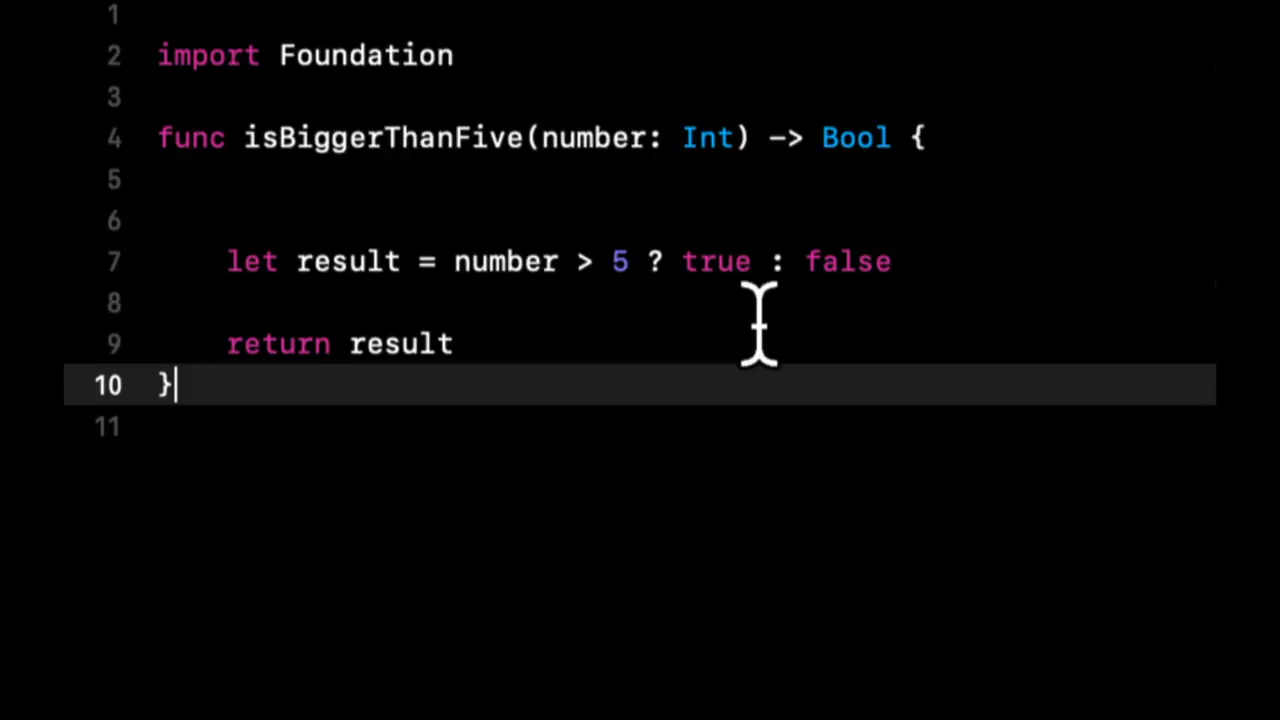 1
2 import Foundation
3
4 func isBiggerThanFive(number: Int) -> Bool {
5
6
7 let result = number > 5 ? true : false
8
9 return result
10 }
11